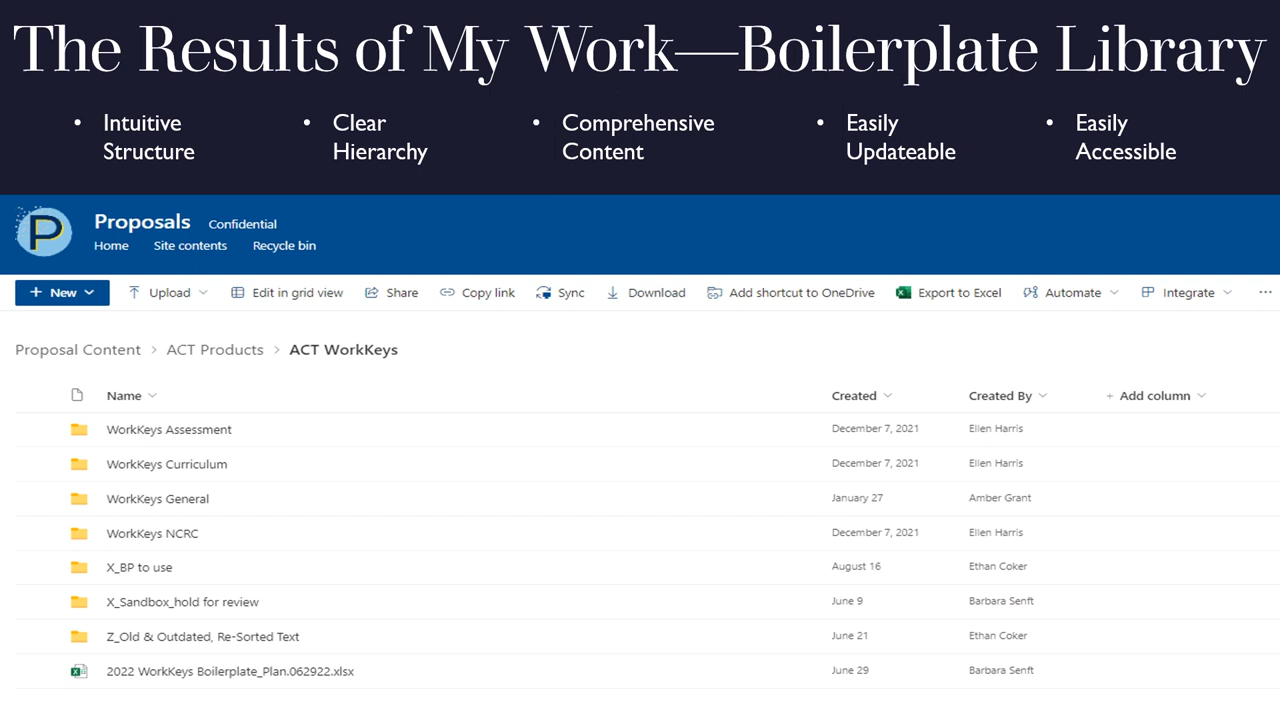 The Results of My Work—Boilerplate Library
• Intuitive Structure
• Clear Hierarchy
• Comprehensive Content
• Easily Updateable
• Easily Accessible
P
Proposals Confidential
Home Site contents Recycle bin
+ New Upload Edit in grid view Share Copy link Sync Download Add shortcut to OneDrive Export to Excel Automate Integrate ···
Proposal Content > ACT Products > ACT WorkKeys
Name Created Created By + Add column
WorkKeys Assessment December 7, 2021 Ellen Harris
WorkKeys Curriculum December 7, 2021 Ellen Harris
WorkKeys General January 27 Amber Grant
WorkKeys NCRC December 7, 2021 Ellen Harris
X_BP to use August 16 Ethan Coker
X_Sandbox_hold for review June 9 Barbara Senft
Z_Old & Outdated, Re-Sorted Text June 21 Ethan Coker
2022 WorkKeys Boilerplate_Plan.062922.xlsx June 29 Barbara Senft